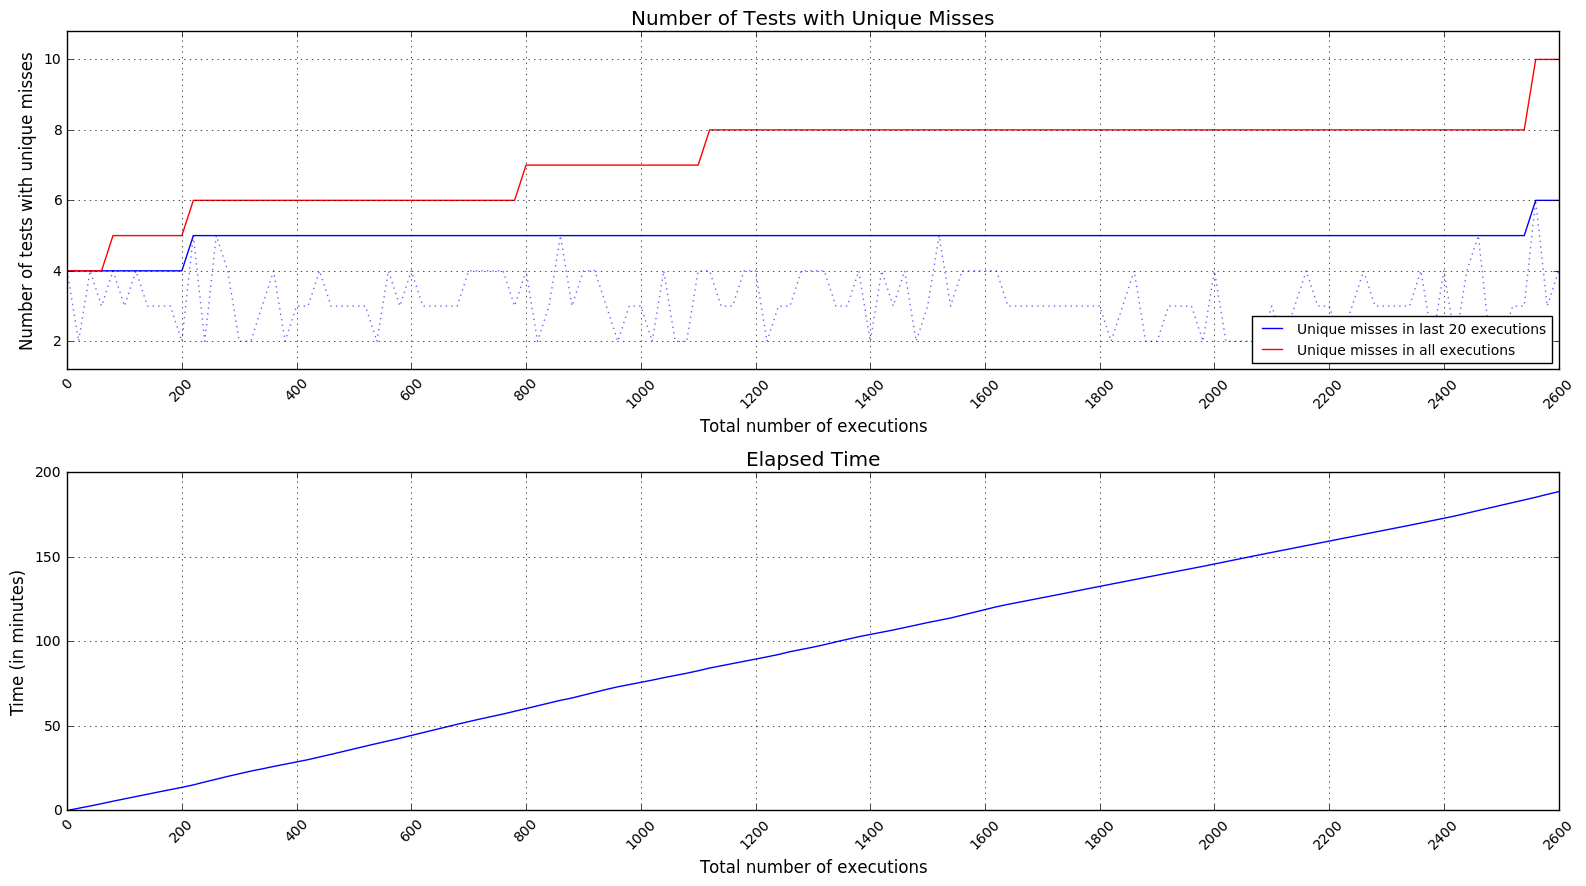 Number of Tests with Unique Misses
Number of tests with unique misses
10
8
6
4
2
Unique misses in last 20 executions
Unique misses in all executions
0 200 400 600 800 1000 1200 1400 1600 1800 2000 2200 2400 2600
Total number of executions
Elapsed Time
Time (in minutes)
200
150
100
50
0
0 200 400 600 800 1000 1200 1400 1600 1800 2000 2200 2400 2600
Total number of executions